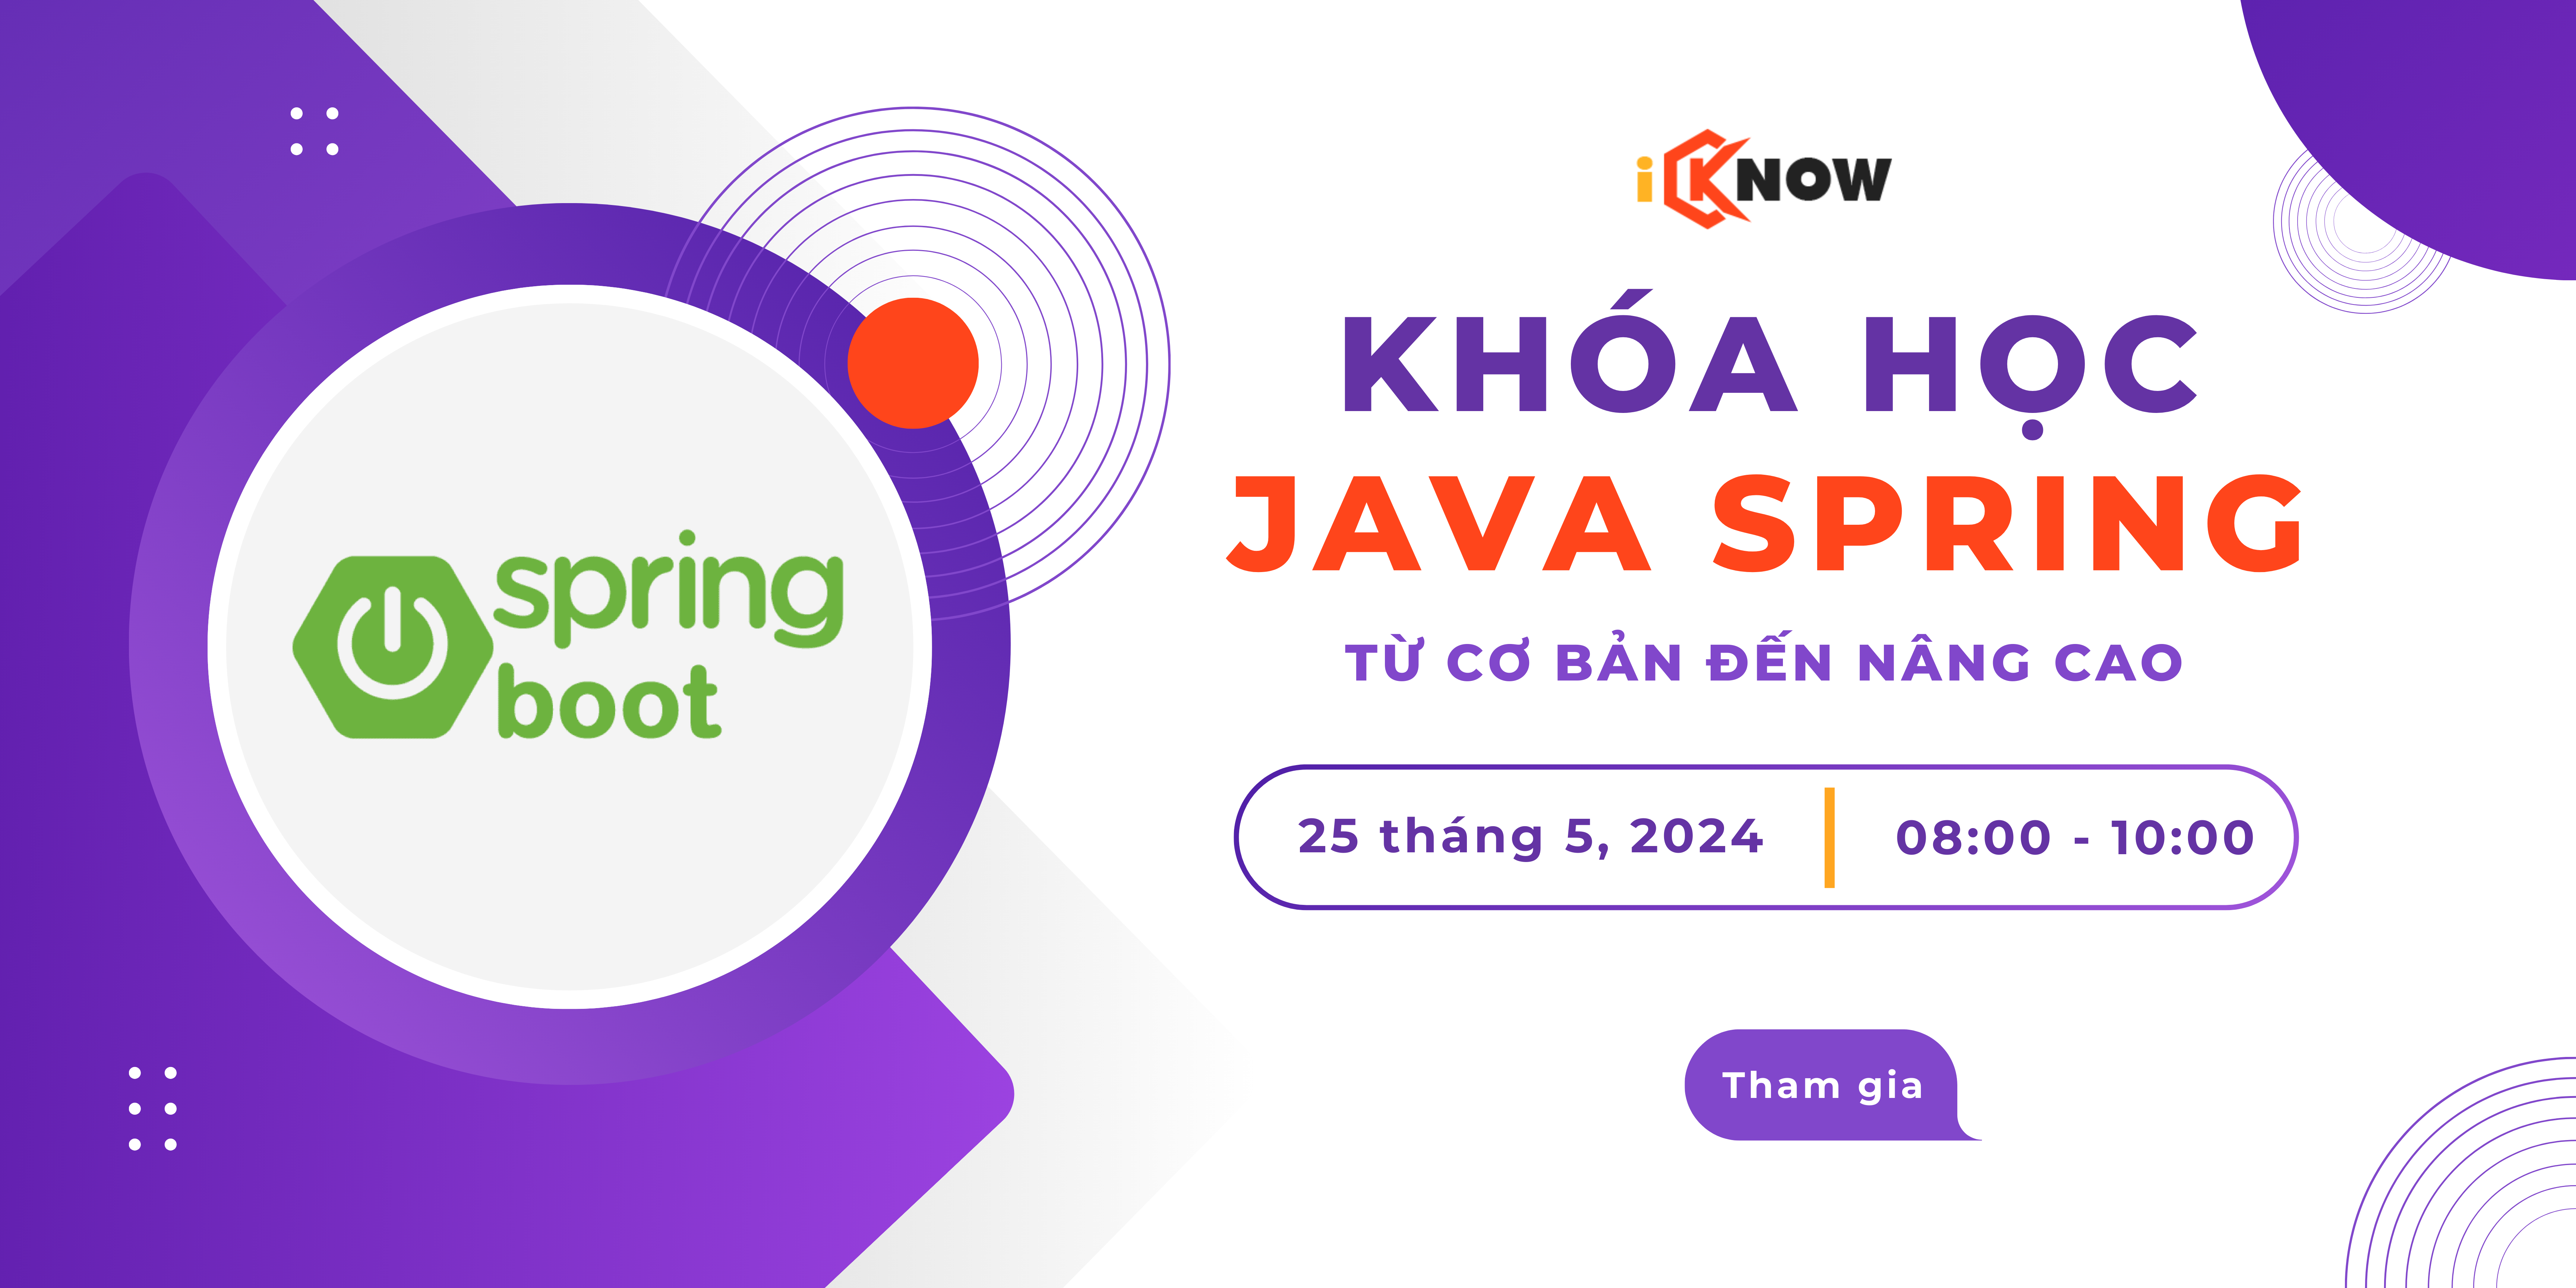 spring
boot
iKNOW
KHÓA HỌC
JAVA SPRING
TỪ CƠ BẢN ĐẾN NÂNG CAO
25 tháng 5, 2024
08:00 - 10:00
Tham gia